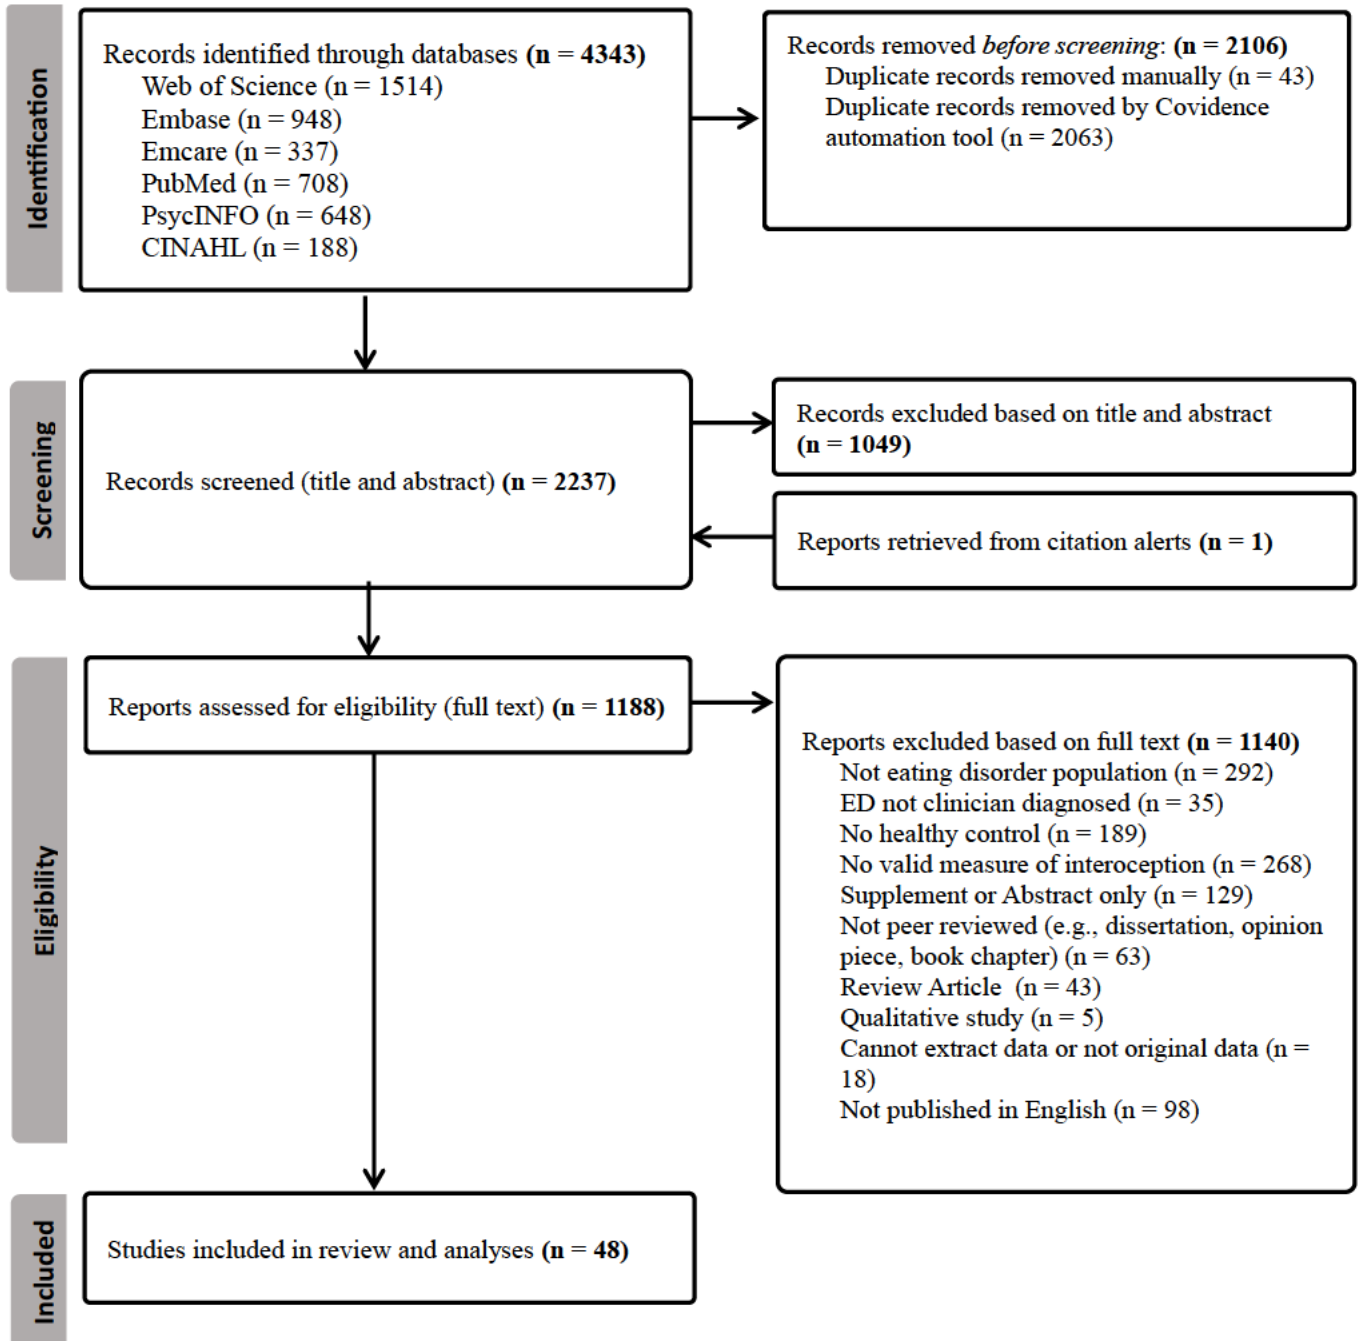 Identification
Records identified through databases (n = 4343)
Web of Science (n = 1514)
Embase (n = 948)
Emcare (n = 337)
PubMed (n = 708)
PsycINFO (n = 648)
CINAHL (n = 188)
Records removed before screening: (n = 2106)
Duplicate records removed manually (n = 43)
Duplicate records removed by Covidence
automation tool (n = 2063)
Screening
Records screened (title and abstract) (n = 2237)
Records excluded based on title and abstract
(n = 1049)
Reports retrieved from citation alerts (n = 1)
Eligibility
Reports assessed for eligibility (full text) (n = 1188)
Reports excluded based on full text (n = 1140)
Not eating disorder population (n = 292)
ED not clinician diagnosed (n = 35)
No healthy control (n = 189)
No valid measure of interoception (n = 268)
Supplement or Abstract only (n = 129)
Not peer reviewed (e.g., dissertation, opinion
piece, book chapter) (n = 63)
Review Article (n = 43)
Qualitative study (n = 5)
Cannot extract data or not original data (n =
18)
Not published in English (n = 98)
Included
Studies included in review and analyses (n = 48)